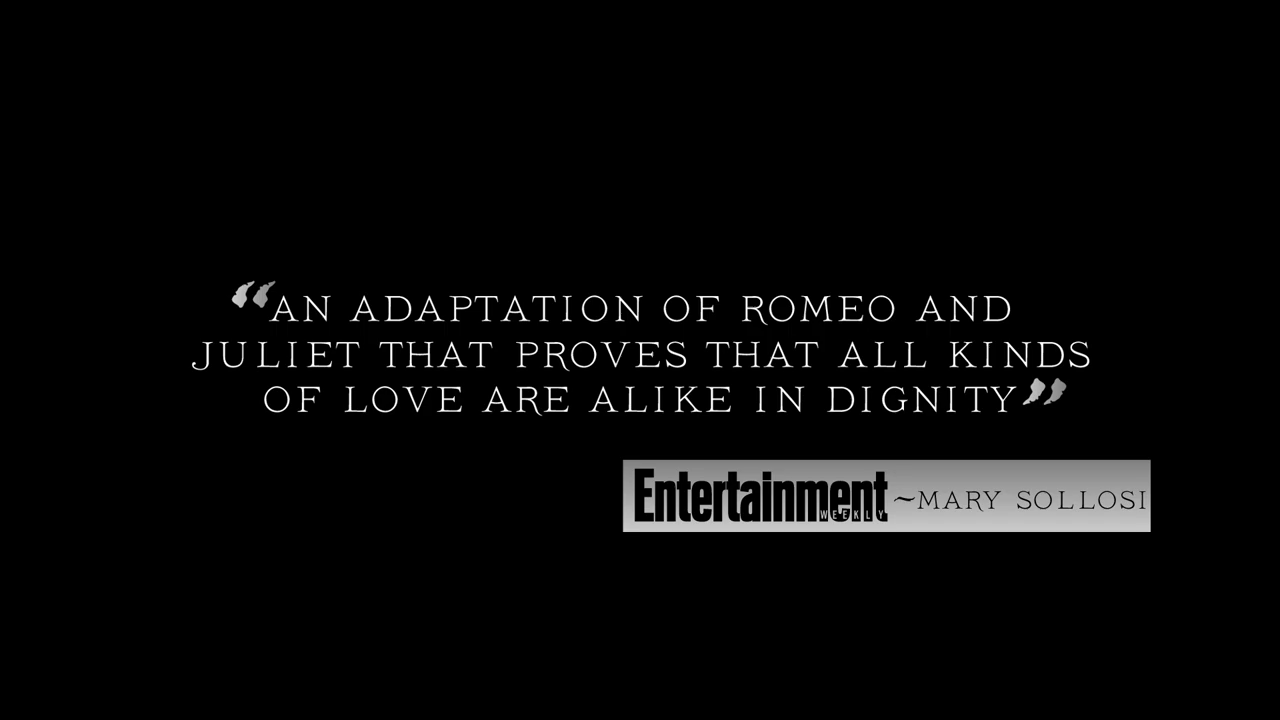 “AN ADAPTATION OF ROMEO AND
JULIET THAT PROVES THAT ALL KINDS
OF LOVE ARE ALIKE IN DIGNITY”
Entertainment WEEKLY ~MARY SOLLOSI